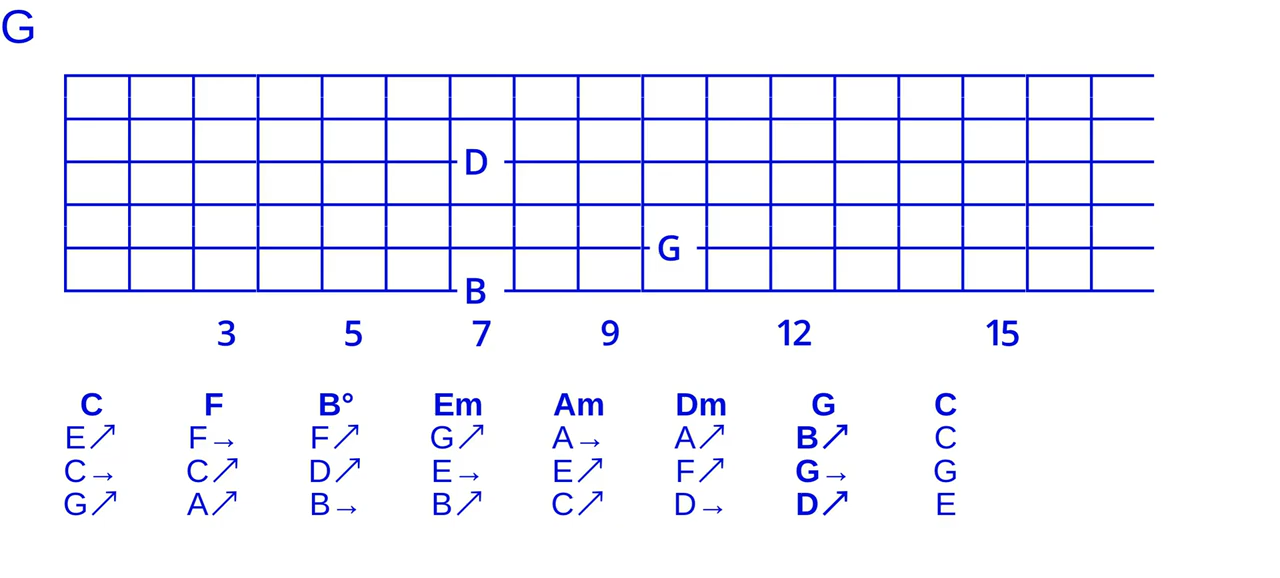 G
D
G
B
3 5 7 9 12 15
C F B° Em Am Dm G C
E↗ F→ F↗ G↗ A→ A↗ B↗ C
C→ C↗ D↗ E→ E↗ F↗ G→ G
G↗ A↗ B→ B↗ C↗ D→ D↗ E